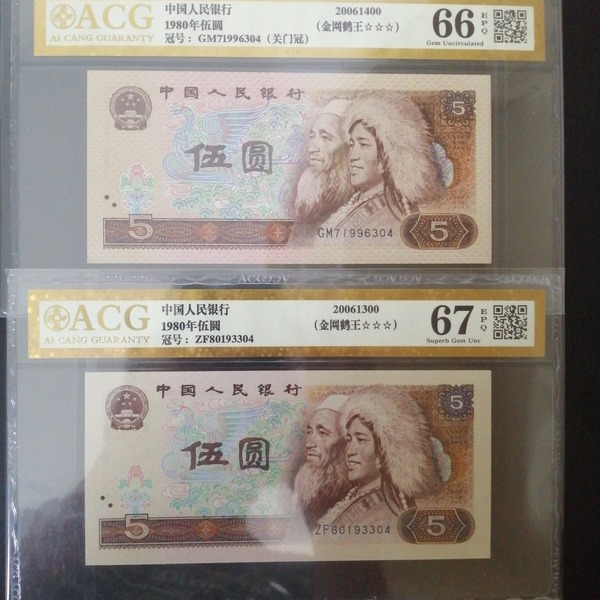 ACG
AI CANG GUARANTY
中国人民银行
1980年伍圆
冠号: GM71996304 (关门冠)
20061400
(金网鹤王☆☆☆)
66
EPQ
Gem Uncirculated
中国人民银行
伍圆
5
5
GM71996304
5
ACG
AI CANG GUARANTY
中国人民银行
1980年伍圆
冠号: ZF80193304
20061300
(金网鹤王☆☆☆)
67
EPQ
Superb Gem Unc
中国人民银行
伍圆
5
5
ZF80193304
5